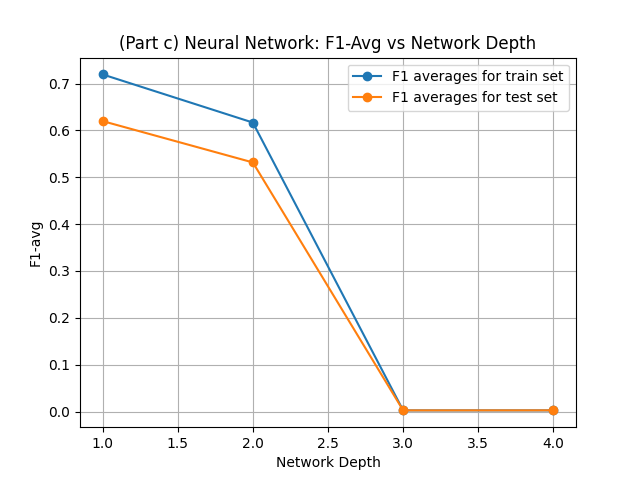 (Part c) Neural Network: F1-Avg vs Network Depth
F1 averages for train set
F1 averages for test set
F1-avg
0.7
0.6
0.5
0.4
0.3
0.2
0.1
0.0
1.0 1.5 2.0 2.5 3.0 3.5 4.0
Network Depth